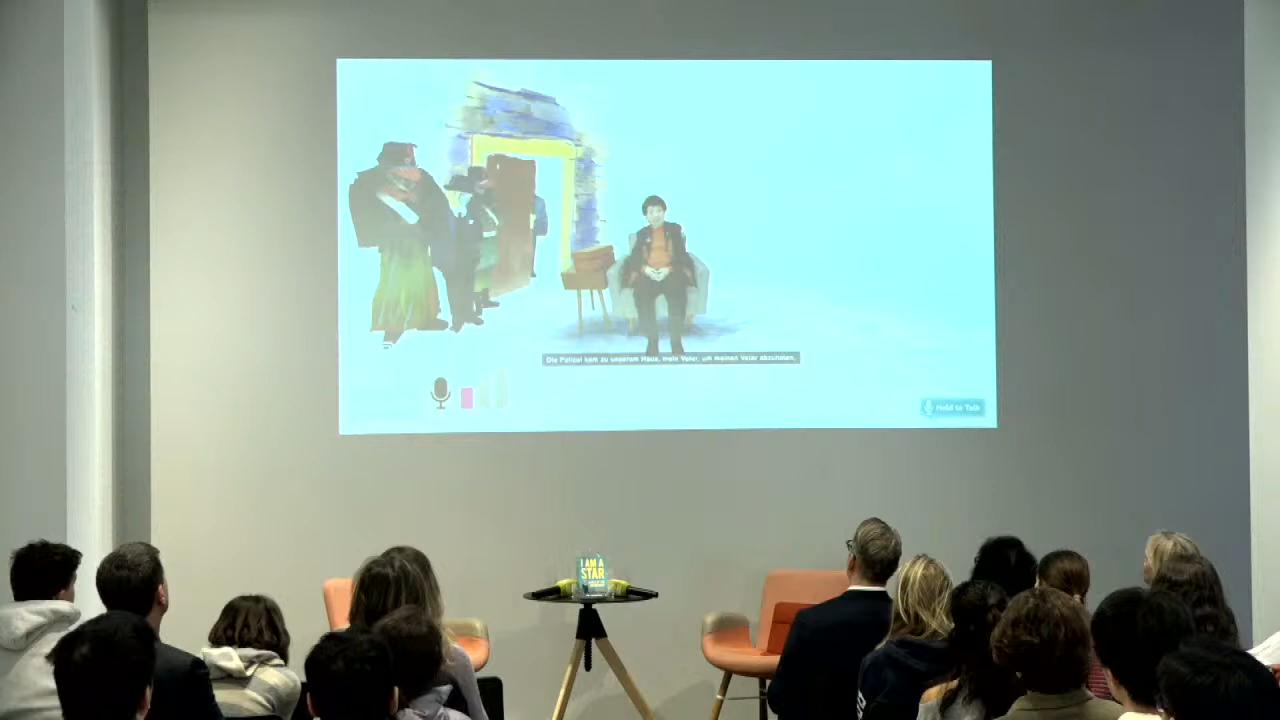 Die Polizei kam zu unserem Haus, mein Vater, um meinen Vater abzuholen,
Hold to Talk
I AM A
STAR